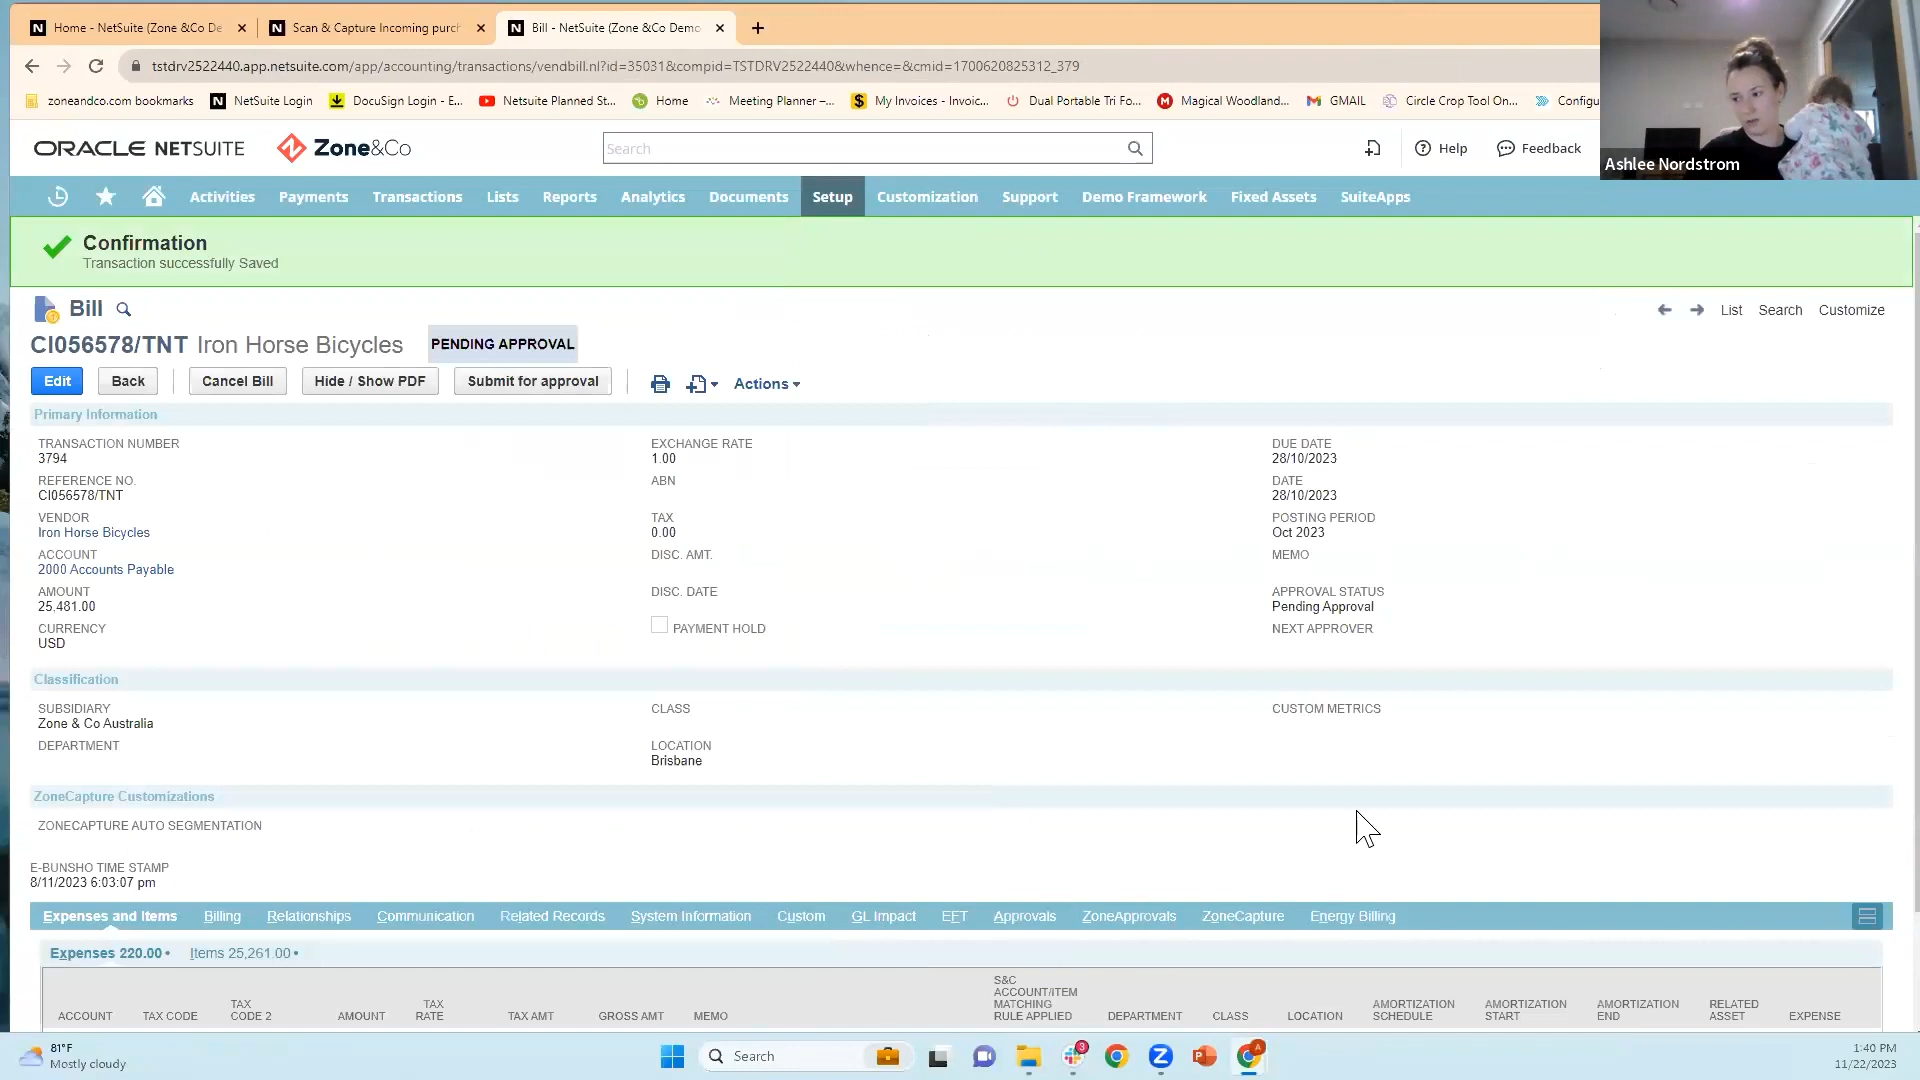 Home - NetSuite (Zone &Co De
Scan & Capture Incoming purch
Bill - NetSuite (Zone &Co Demo
tstdrv2522440.app.netsuite.com/app/accounting/transactions/vendbill.nl?id=35031&compid=TSTDRV2522440&whence=&cmid=1700620825312_379
zoneandco.com bookmarks
NetSuite Login
DocuSign Login - E...
Netsuite Planned St...
Home
Meeting Planner –...
My Invoices - Invoic...
Dual Portable Tri Fo...
Magical Woodland...
GMAIL
Circle Crop Tool On...
Configu
ORACLE NETSUITE
Zone&Co
Search
Help
Feedback
Ashlee Nordstrom
Activities
Payments
Transactions
Lists
Reports
Analytics
Documents
Setup
Customization
Support
Demo Framework
Fixed Assets
SuiteApps
Confirmation
Transaction successfully Saved
Bill
List
Search
Customize
CI056578/TNT Iron Horse Bicycles
PENDING APPROVAL
Edit
Back
Cancel Bill
Hide / Show PDF
Submit for approval
Actions
Primary Information
TRANSACTION NUMBER
3794
REFERENCE NO.
CI056578/TNT
VENDOR
Iron Horse Bicycles
ACCOUNT
2000 Accounts Payable
AMOUNT
25,481.00
CURRENCY
USD
EXCHANGE RATE
1.00
ABN
TAX
0.00
DISC. AMT.
DISC. DATE
PAYMENT HOLD
DUE DATE
28/10/2023
DATE
28/10/2023
POSTING PERIOD
Oct 2023
MEMO
APPROVAL STATUS
Pending Approval
NEXT APPROVER
Classification
SUBSIDIARY
Zone & Co Australia
DEPARTMENT
CLASS
LOCATION
Brisbane
CUSTOM METRICS
ZoneCapture Customizations
ZONECAPTURE AUTO SEGMENTATION
E-BUNSHO TIME STAMP
8/11/2023 6:03:07 pm
Expenses and Items
Billing
Relationships
Communication
Related Records
System Information
Custom
GL Impact
EFT
Approvals
ZoneApprovals
ZoneCapture
Energy Billing
Expenses 220.00 •
Items 25,261.00 •
ACCOUNT
TAX CODE
TAX
CODE 2
AMOUNT
TAX
RATE
TAX AMT
GROSS AMT
MEMO
S&C
ACCOUNT/ITEM
MATCHING
RULE APPLIED
DEPARTMENT
CLASS
LOCATION
AMORTIZATION
SCHEDULE
AMORTIZATION
START
AMORTIZATION
END
RELATED
ASSET
EXPENSE
81°F
Mostly cloudy
Search
3
A
1:40 PM
11/22/2023